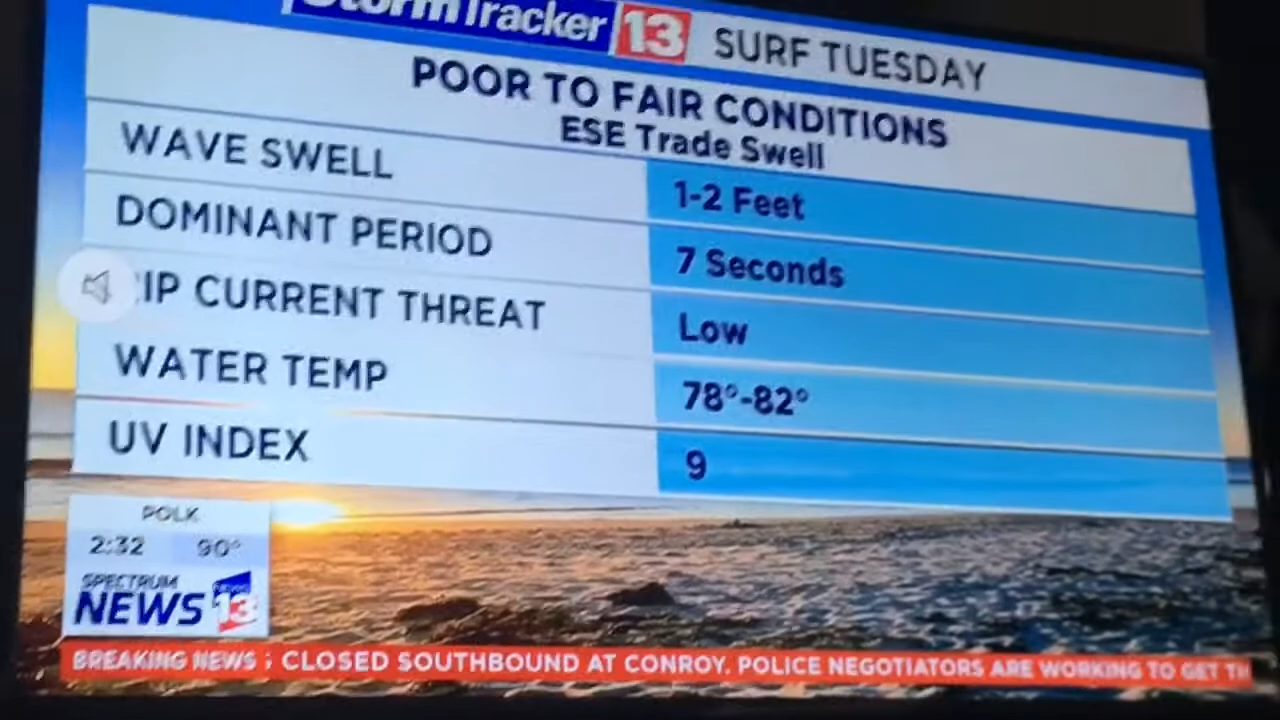 StormTracker 13 SURF TUESDAY
POOR TO FAIR CONDITIONS
ESE Trade Swell
WAVE SWELL 1-2 Feet
DOMINANT PERIOD 7 Seconds
IP CURRENT THREAT Low
WATER TEMP 78°-82°
UV INDEX 9
POLK
2:32 90°
SPECTRUM
NEWS 13
BREAKING NEWS ; CLOSED SOUTHBOUND AT CONROY. POLICE NEGOTIATORS ARE WORKING TO GET TH